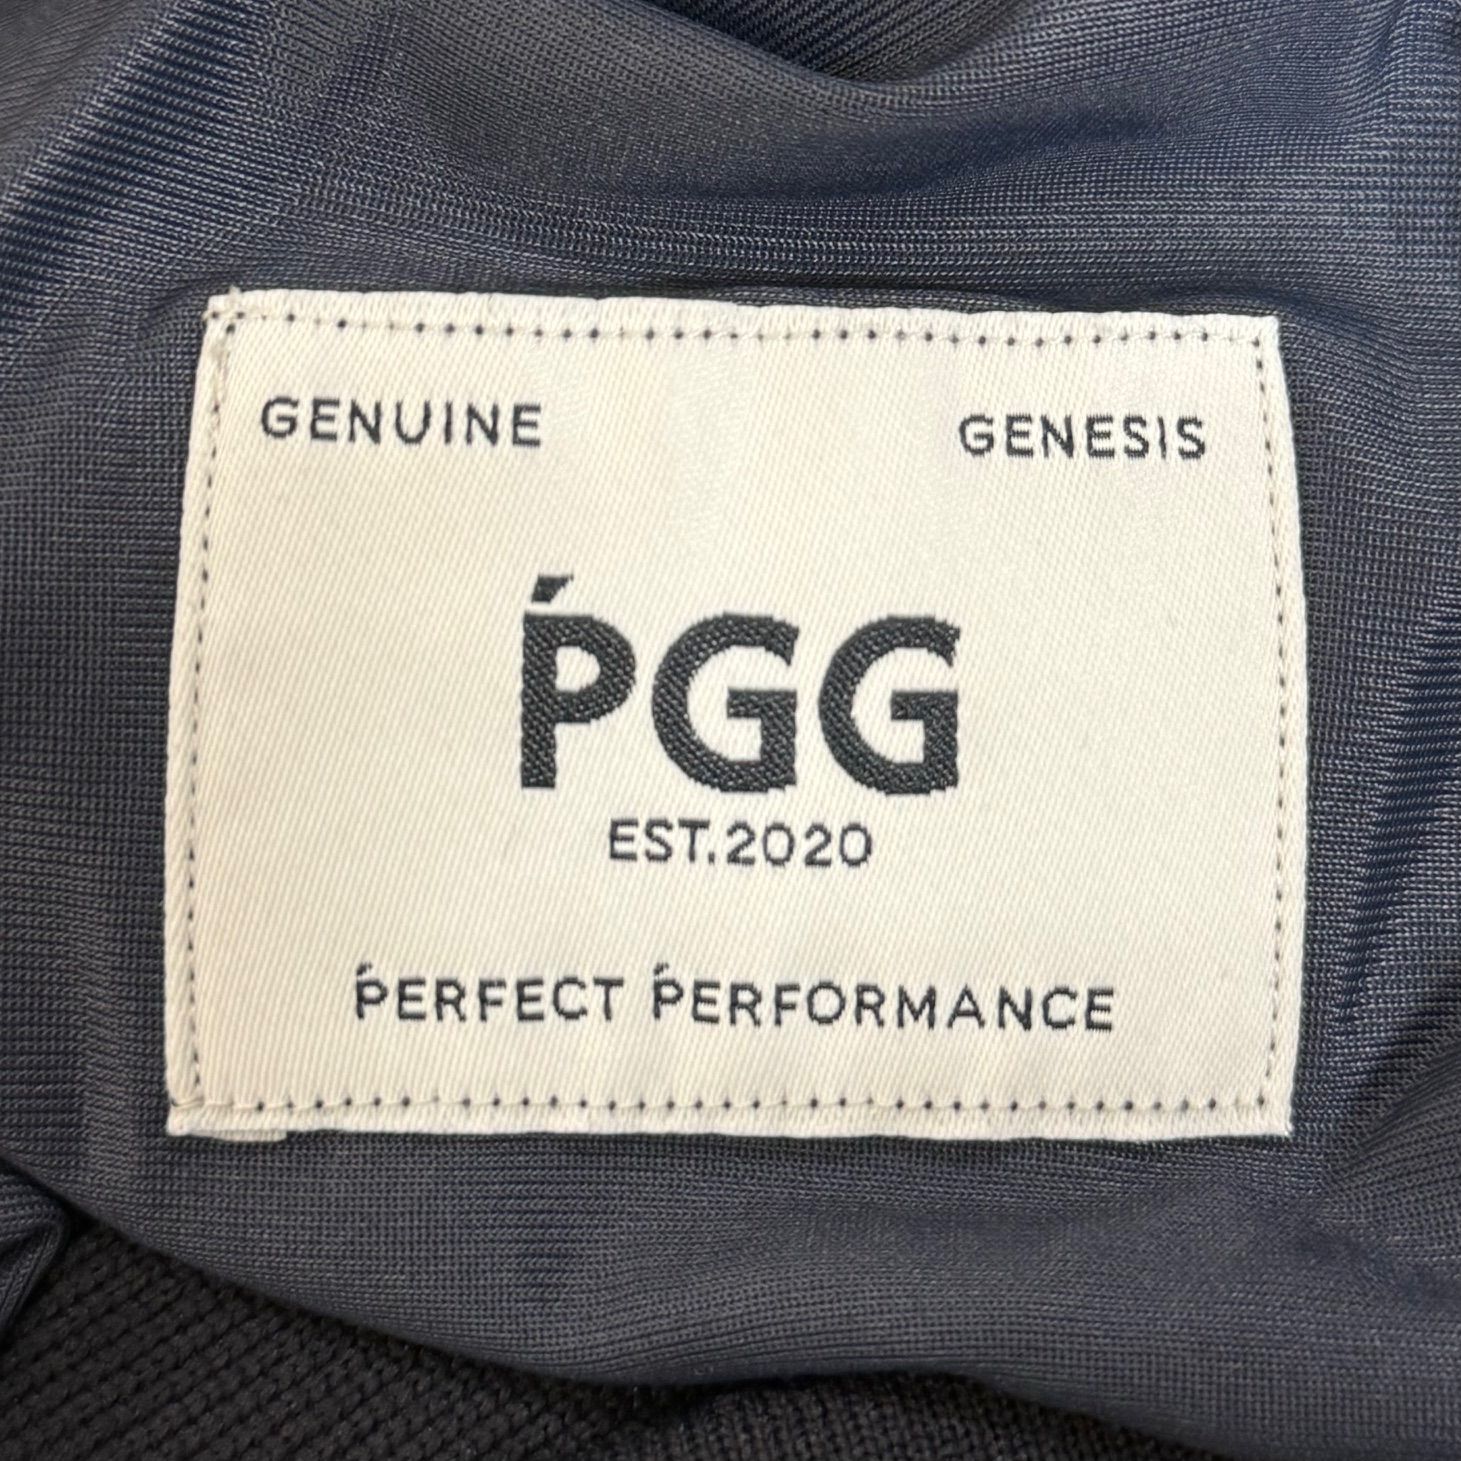 GENUINE GENESIS
ṔGG
EST.2020
ṔERFECT ṔERFORMANCE